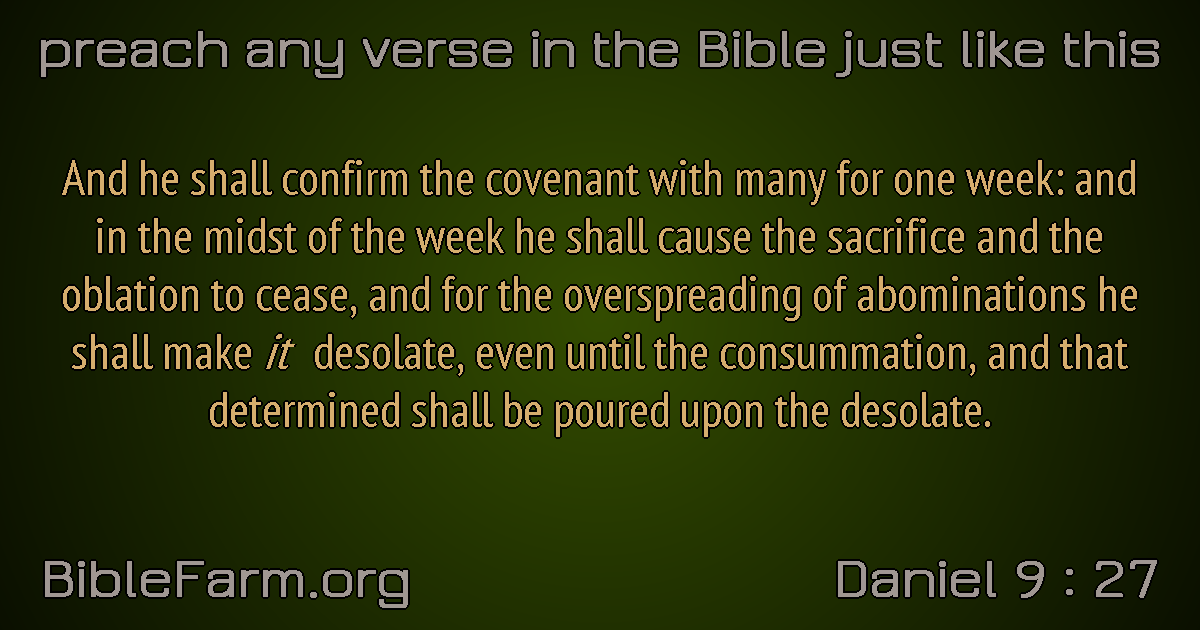 preach any verse in the Bible just like this
And he shall confirm the covenant with many for one week: and
in the midst of the week he shall cause the sacrifice and the
oblation to cease, and for the overspreading of abominations he
shall make it desolate, even until the consummation, and that
determined shall be poured upon the desolate.
BibleFarm.org
Daniel 9 : 27